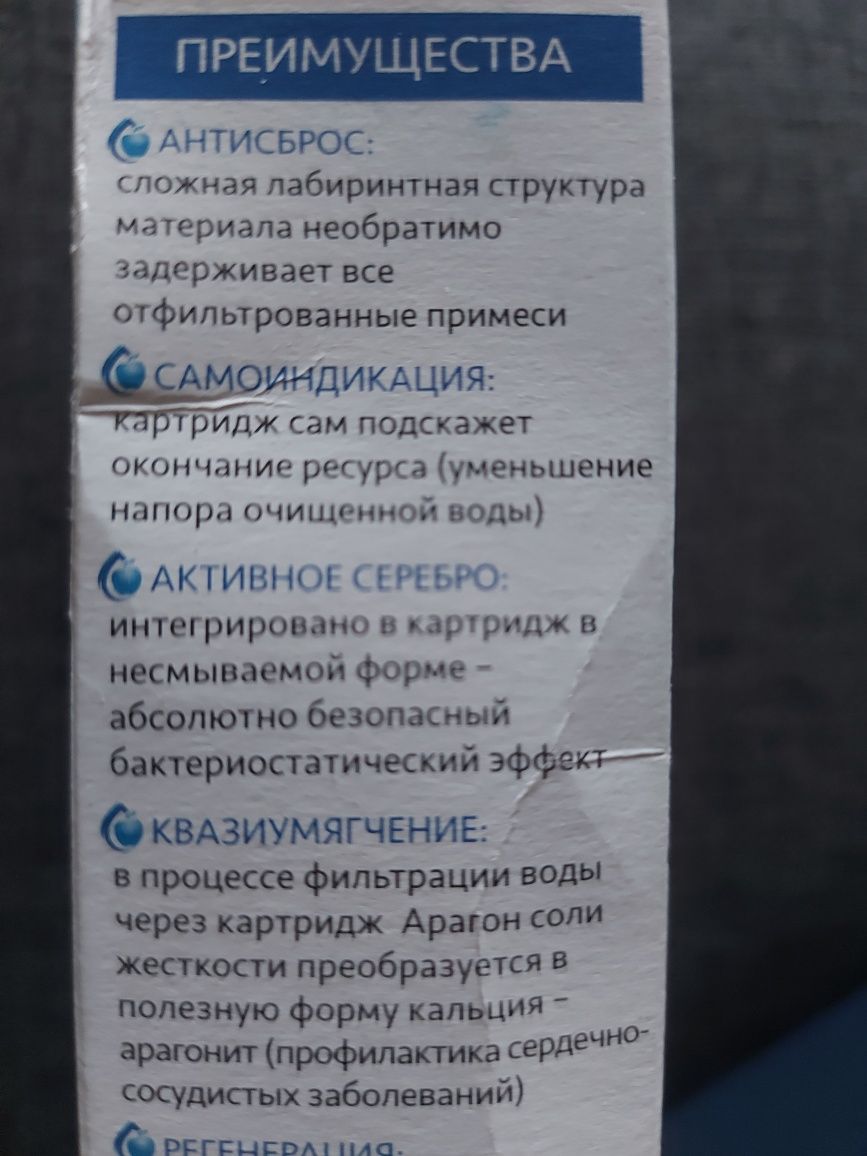 ПРЕИМУЩЕСТВА
АНТИСБРОС:
сложная лабиринтная структура
материала необратимо
задерживает все
отфильтрованные примеси
САМОИНДИКАЦИЯ:
картридж сам подскажет
окончание ресурса (уменьшение
напора очищенной воды)
АКТИВНОЕ СЕРЕБРО:
интегрировано в картридж в
несмываемой форме –
абсолютно безопасный
бактериостатический эффект
КВАЗИУМЯГЧЕНИЕ:
в процессе фильтрации воды
через картридж Арагон соли
жесткости преобразуется в
полезную форму кальция –
арагонит (профилактика сердечно-
сосудистых заболеваний)
РЕГЕНЕРАЦИЯ: